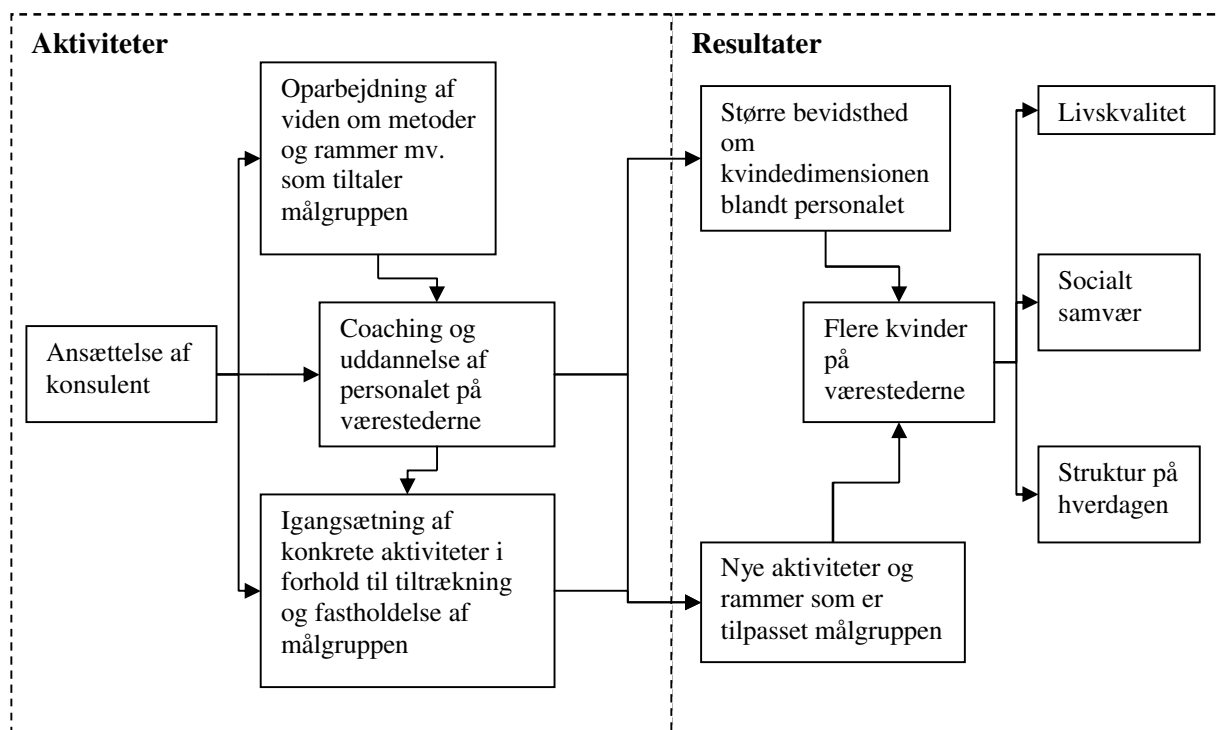 Aktiviteter
Oparbejdning af
viden om metoder
og rammer mv.
som tiltaler
målgruppen
Ansættelse af
konsulent
Coaching og
uddannelse af
personalet på
værestederne
Igangsætning af
konkrete aktiviteter i
forhold til tiltrækning
og fastholdelse af
målgruppen
Resultater
Større bevidsthed
om
kvindedimensionen
blandt personalet
Flere kvinder
på
værestederne
Nye aktiviteter og
rammer som er
tilpasset målgruppen
Livskvalitet
Socialt
samvær
Struktur på
hverdagen